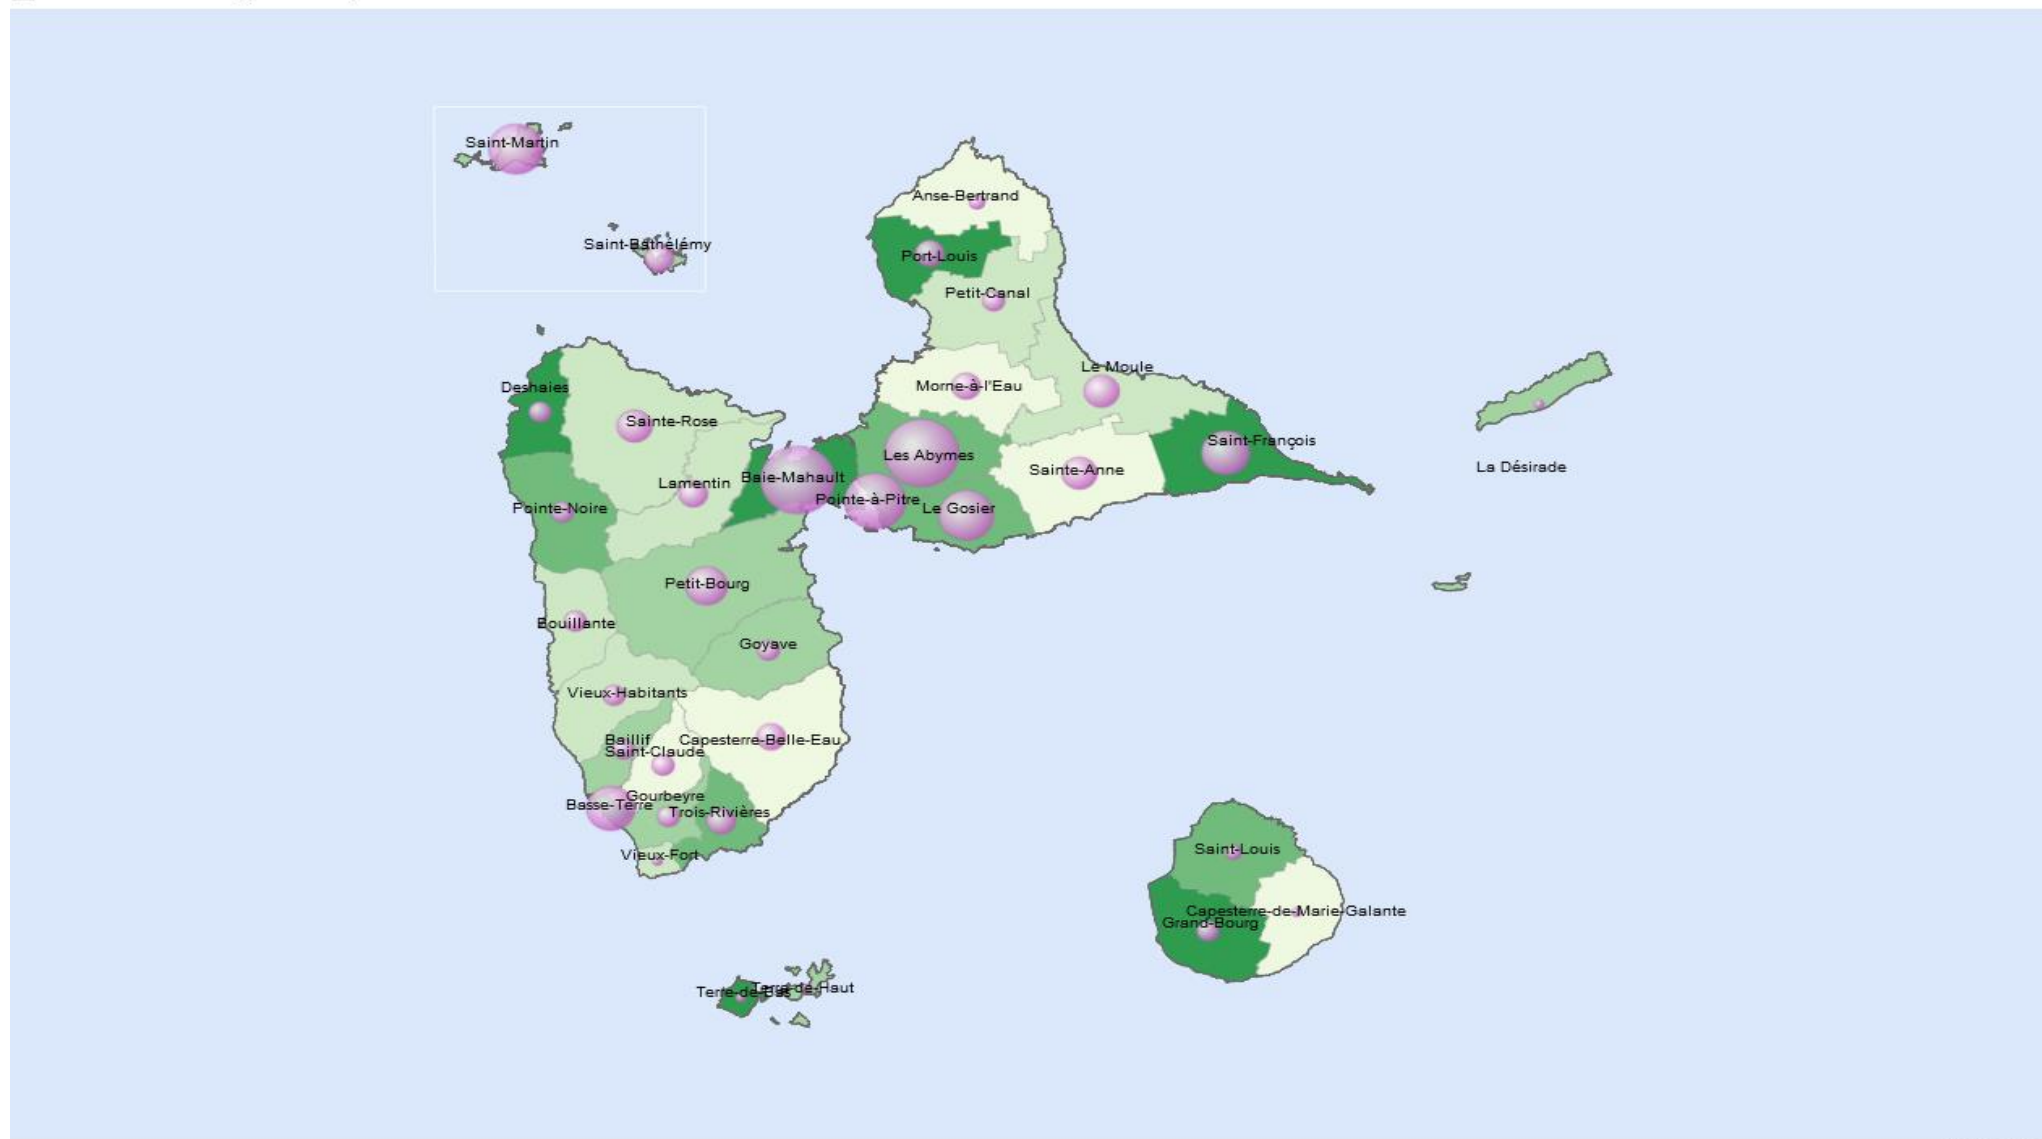 Saint-Martin
Anse-Bertrand
Saint-Bathélémy
Port-Louis
Petit-Canal
Le Moule
Deshaies
Morne-à-l'Eau
Sainte-Rose
Saint-François
Les Abymes
La Désirade
Sainte-Anne
Baie-Mahault
Lamentin
Pointe-à-Pitre
Pointe-Noire
Le Gosier
Petit-Bourg
Bouillante
Goyave
Vieux-Habitants
Baillif
Capesterre-Belle-Eau
Saint-Claude
Gourbeyre
Basse-Terre
Trois-Rivières
Saint-Louis
Vieux-Fort
Capesterre-de-Marie-Galante
Grand-Bourg
Terre-de-Haut
Terre-de-Bas